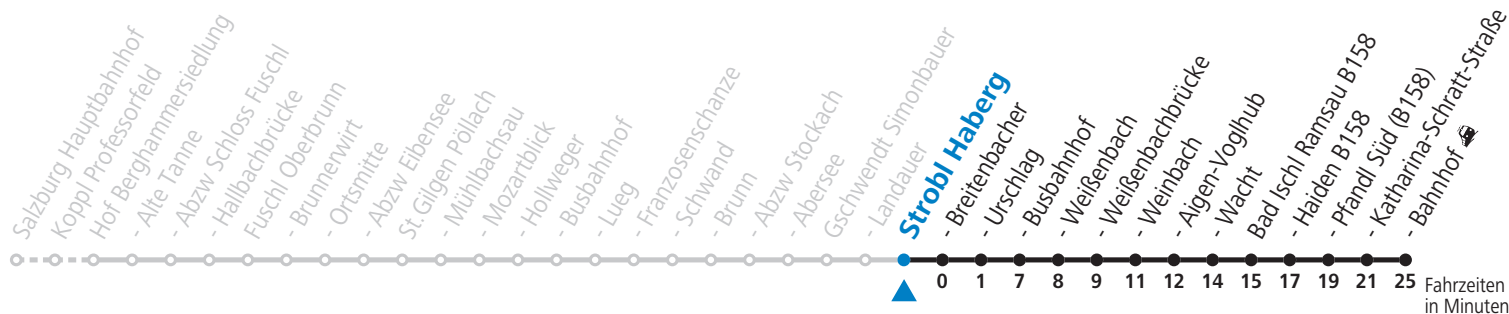 Salzburg Hauptbahnhof
Koppl Professorfeld
Hof Berghammersiedlung
- Alte Tanne
- Abzw Schloss Fuschl
- Hallbachbrücke
Fuschl Oberbrunn
- Brunnerwirt
- Ortsmitte
- Abzw Eibensee
St.Gilgen Pöllach
- Mühlbachsau
- Mozartblick
- Hollweger
- Busbahnhof
- Lueg
- Franzosenschanze
- Schwand
- Brunn
- Abzw Stockach
- Abersee
Gschwendt Simonbauer
- Landauer
Strobl Haberg
- Breitenbacher
- Urschlag
- Busbahnhof
- Weißenbach
- Weißenbachbrücke
- Weinbach
- Aigen-Voglhub
- Wacht
Bad Ischl Ramsau B158
- Haiden B158
- Pfandl Süd (B158)
- Katharina-Schratt-Straße
- Bahnhof
0 1 7 8 9 11 12 14 15 17 19 21 25
Fahrzeiten
in Minuten